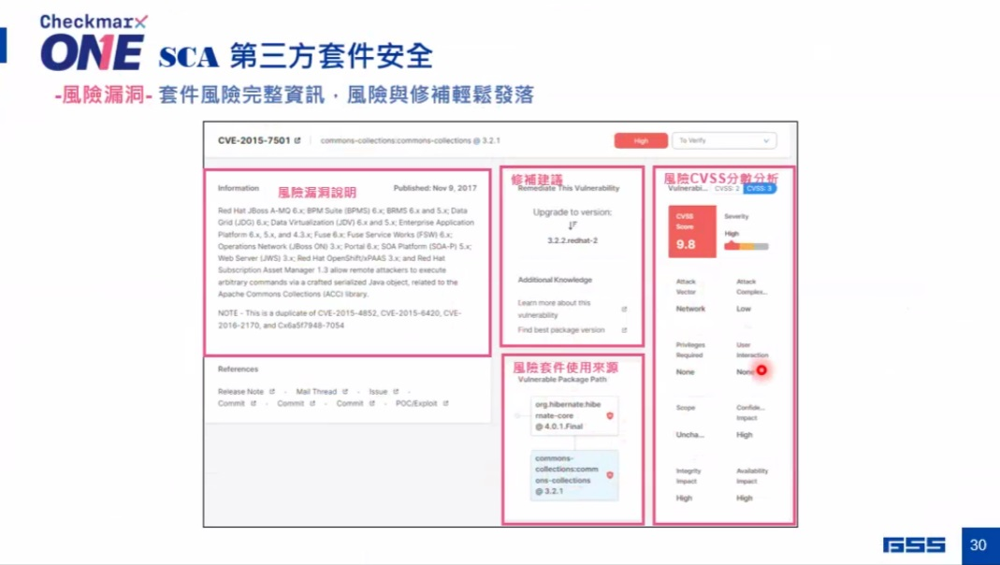 Checkmarx
ONE SCA 第三方套件安全
-風險漏洞- 套件風險完整資訊，風險與修補輕鬆發落
CVE-2015-7501
commons-collections:commons-collections @ 3.2.1
High
To Verify
Information
風險漏洞說明
Published: Nov 9, 2017
Red Hat JBoss A-MQ 6.x; BPM Suite (BPMS) 6.x; BRMS 6.x and 5.x; Data
Grid (JDG) 6.x; Data Virtualization (JDV) 6.x and 5.x; Enterprise Application
Platform 6.x, 5.x, and 4.3.x; Fuse 6.x; Fuse Service Works (FSW) 6.x;
Operations Network (JBoss ON) 3.x; Portal 6.x; SOA Platform (SOA-P) 5.x;
Web Server (JWS) 3.x; Red Hat OpenShift/xPAAS 3.x; and Red Hat
Subscription Asset Manager 1.3 allow remote attackers to execute
arbitrary commands via a crafted serialized Java object, related to the
Apache Commons Collections (ACC) library.
NOTE - This is a duplicate of CVE-2015-4852, CVE-2015-6420, CVE-
2016-2170, and Cx6a5f7948-7054
References
Release Note - Mail Thread - Issue -
Commit - Commit - Commit - POC/Exploit
修補建議
Remediate This Vulnerability
Upgrade to version:
3.2.2.redhat-2
Additional Knowledge
Learn more about this
vulnerability
Find best package version
風險套件使用來源
Vulnerable Package Path
org.hibernate:hibe
rnate-core
@ 4.0.1.Final
commons-
collections:comm
ons-collections
@ 3.2.1
風險CVSS分數分析
Vulnerabi... CVSS: 2 CVSS: 3
CVSS
Score
9.8
Severity
High
Attack
Vector
Network
Attack
Complex...
Low
Privileges
Required
None
User
Interaction
None
Scope
Uncha...
Confide...
Impact
High
Integrity
Impact
High
Availability
Impact
High
GSS
30